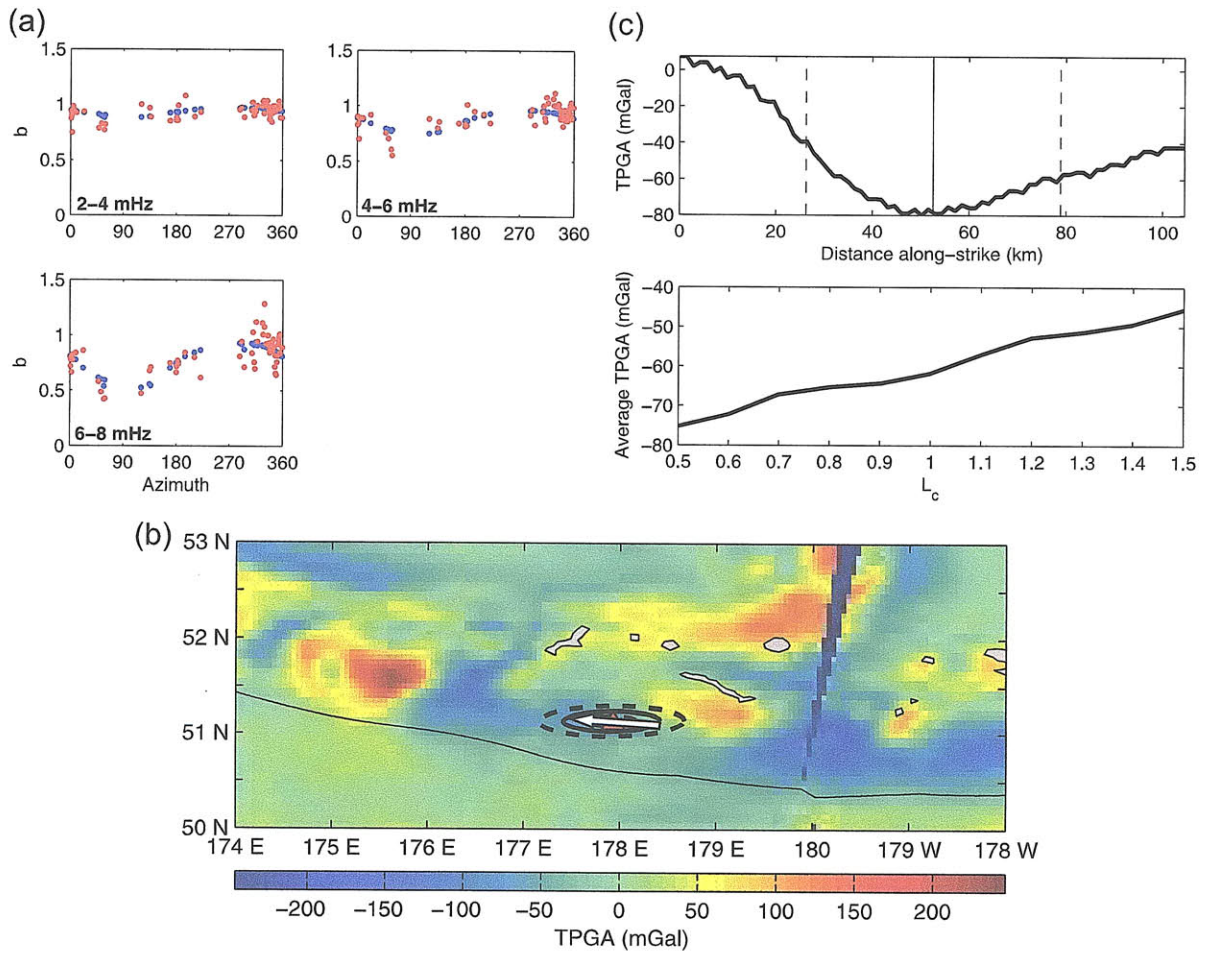 (a)
1.5
1
b
0.5
0
2–4 mHz
0 90 180 270 360
1.5
1
0.5
0
4–6 mHz
0 90 180 270 360
1.5
1
b
0.5
0
6–8 mHz
0 90 180 270 360
Azimuth
(c)
TPGA (mGal)
0
−20
−40
−60
−80
0 20 40 60 80 100
Distance along−strike (km)
Average TPGA (mGal)
−40
−50
−60
−70
−80
0.5 0.6 0.7 0.8 0.9 1 1.1 1.2 1.3 1.4 1.5
Lc
(b)
53 N
52 N
51 N
50 N
174 E 175 E 176 E 177 E 178 E 179 E 180 179 W 178 W
−200 −150 −100 −50 0 50 100 150 200
TPGA (mGal)